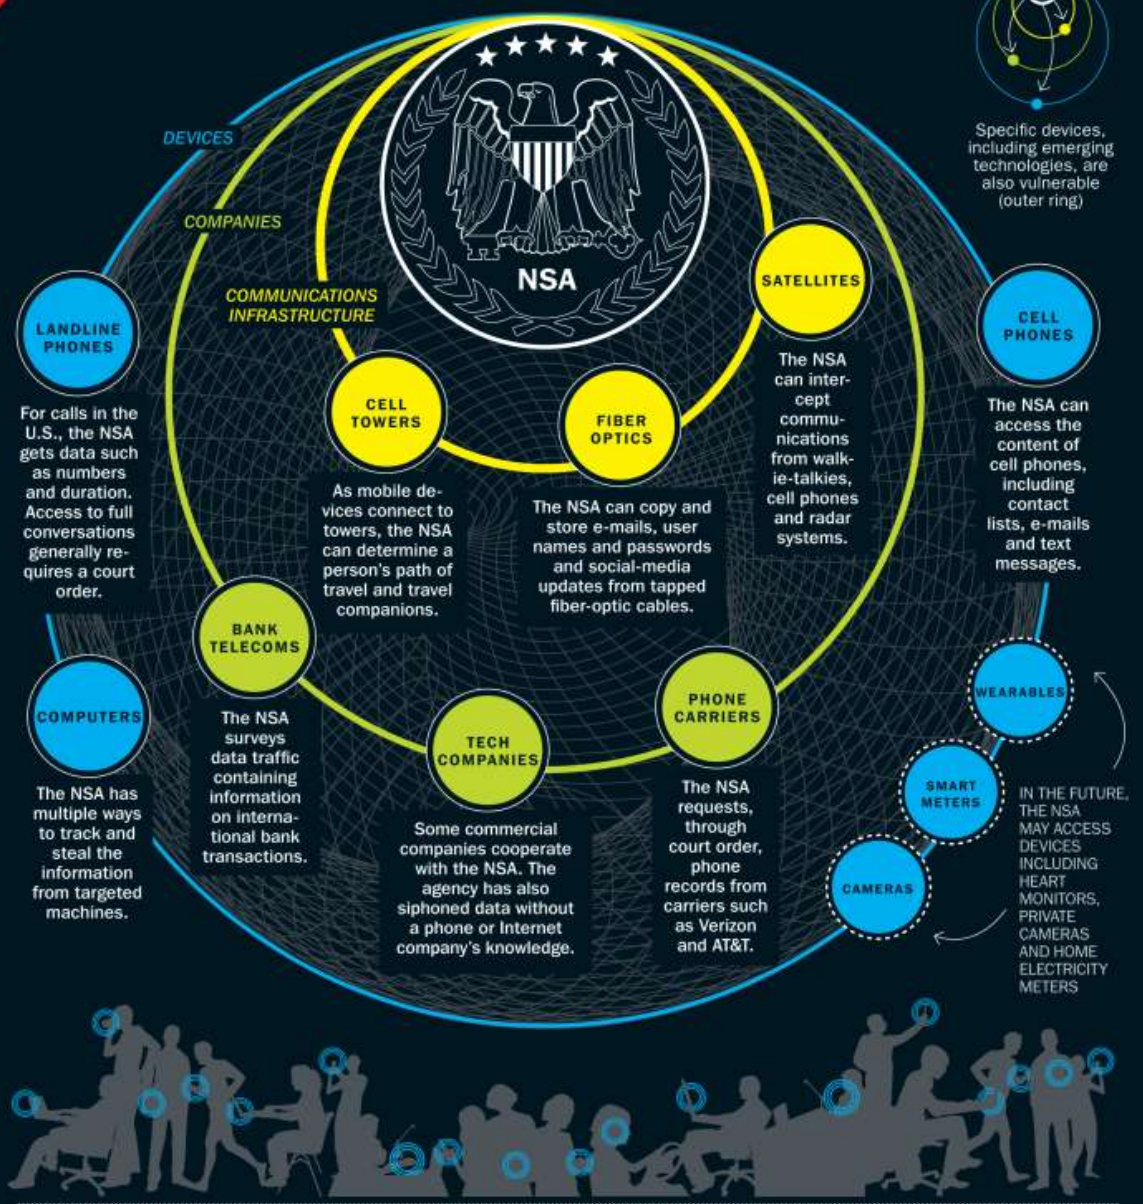 Specific devices,
including emerging
technologies, are
also vulnerable
(outer ring)
DEVICES
COMPANIES
COMMUNICATIONS
INFRASTRUCTURE
NSA
LANDLINE
PHONES
For calls in the
U.S., the NSA
gets data such
as numbers
and duration.
Access to full
conversations
generally re-
quires a court
order.
CELL
TOWERS
As mobile de-
vices connect to
towers, the NSA
can determine a
person's path of
travel and travel
companions.
FIBER
OPTICS
The NSA can copy and
store e-mails, user
names and passwords
and social-media
updates from tapped
fiber-optic cables.
SATELLITES
The NSA
can inter-
cept
commu-
nications
from walk-
ie-talkies,
cell phones
and radar
systems.
CELL
PHONES
The NSA can
access the
content of
cell phones,
including
contact
lists, e-mails
and text
messages.
COMPUTERS
The NSA has
multiple ways
to track and
steal the
information
from targeted
machines.
BANK
TELECOMS
The NSA
surveys
data traffic
containing
information
on interna-
tional bank
transactions.
TECH
COMPANIES
Some commercial
companies cooperate
with the NSA. The
agency has also
siphoned data without
a phone or Internet
company's knowledge.
PHONE
CARRIERS
The NSA
requests,
through
court order,
phone
records from
carriers such
as Verizon
and AT&T.
WEARABLES
SMART
METERS
CAMERAS
IN THE FUTURE,
THE NSA
MAY ACCESS
DEVICES
INCLUDING
HEART
MONITORS,
PRIVATE
CAMERAS
AND HOME
ELECTRICITY
METERS